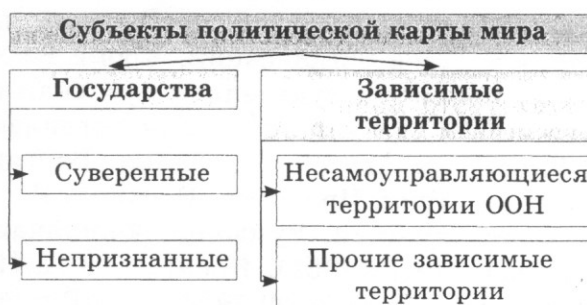 Субъекты политической карты мира
Государства
Зависимые
территории
Суверенные
Несамоуправляющиеся
территории ООН
Непризнанные
Прочие зависимые
территории